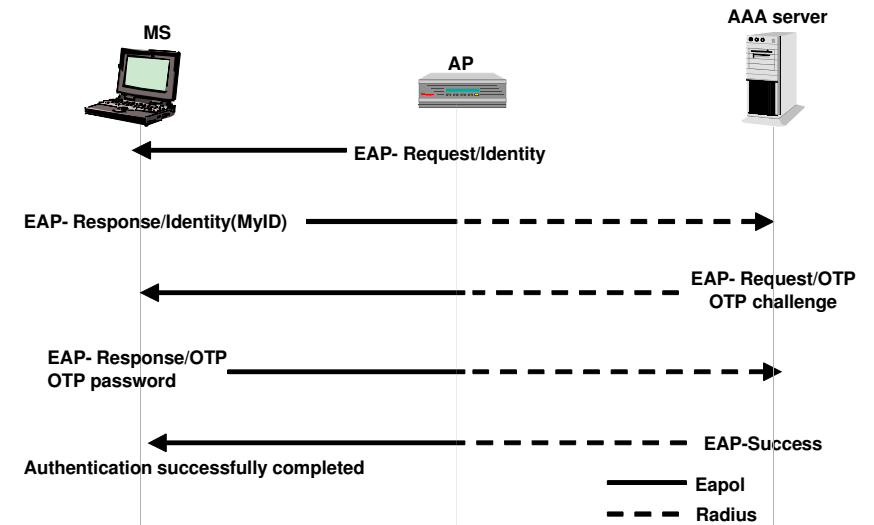 AAA server
MS
AP
EAP- Request/Identity
EAP- Response/Identity(MyID)
EAP- Request/OTP
OTP challenge
EAP- Response/OTP
OTP password
EAP-Success
Authentication successfully completed
Eapol
Radius